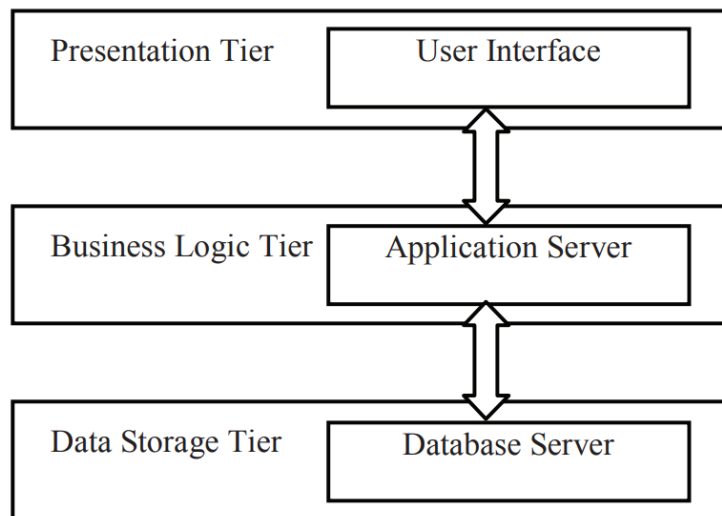 Presentation Tier
User Interface
Business Logic Tier
Application Server
Data Storage Tier
Database Server